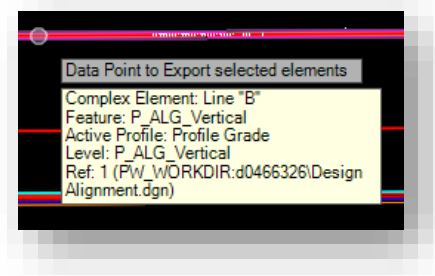 Data Point to Export selected elements
Complex Element: Line "B"
Feature: P_ALG_Vertical
Active Profile: Profile Grade
Level: P_ALG_Vertical
Ref: 1 (PW_WORKDIR:d0466326\Design
Alignment.dgn)